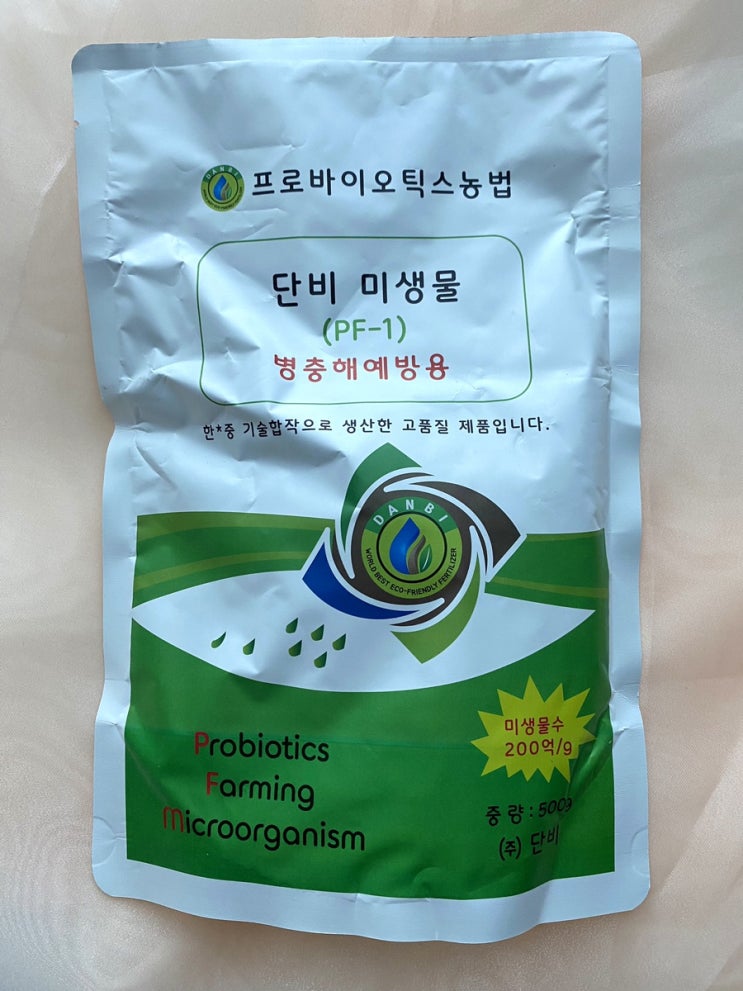 DANBI
프로바이오틱스농법
단비 미생물
(PF-1)
병충해예방용
한*중 기술합작으로 생산한 고품질 제품입니다.
DANBI
WORLD BEST ECO-FRIENDLY FERTILIZER
미생물수
200억/g
Probiotics
Farming
Microorganism
중량 : 500g
(주) 단비